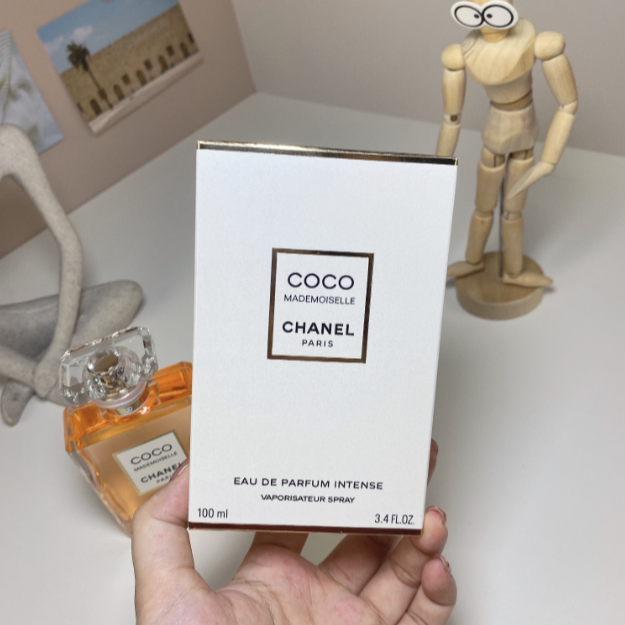 COCO
MADEMOISELLE
CHANEL
PARIS
EAU DE PARFUM INTENSE
VAPORISATEUR SPRAY
100 ml
3.4 FL.OZ.
COCO
MADEMOISELLE
CHANEL